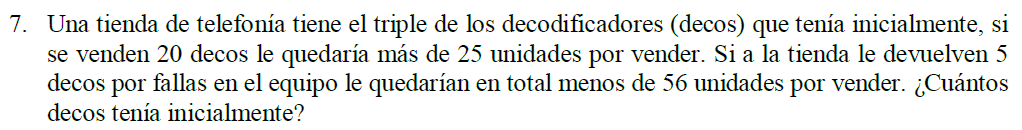 7. Una tienda de telefonía tiene el triple de los decodificadores (decos) que tenía inicialmente, si
se venden 20 decos le quedaría más de 25 unidades por vender. Si a la tienda le devuelven 5
decos por fallas en el equipo le quedarían en total menos de 56 unidades por vender. ¿Cuántos
decos tenía inicialmente?